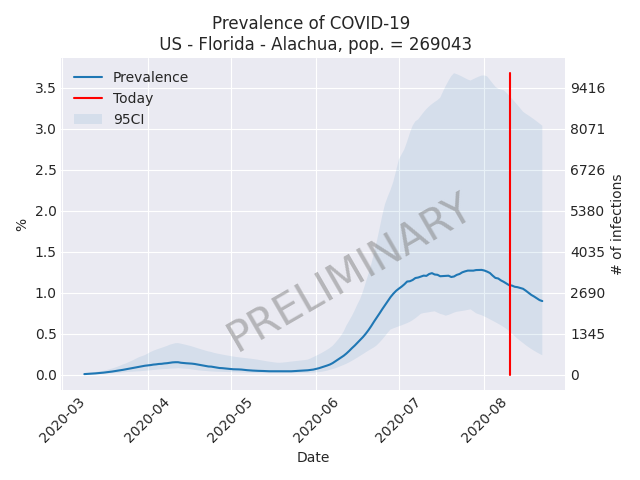 Prevalence of COVID-19
US - Florida - Alachua, pop. = 269043
Prevalence
Today
95CI
3.5
3.0
2.5
2.0
1.5
1.0
0.5
0.0
%
9416
8071
6726
5380
4035
2690
1345
0
# of infections
PRELIMINARY
2020-03
2020-04
2020-05
2020-06
2020-07
2020-08
Date